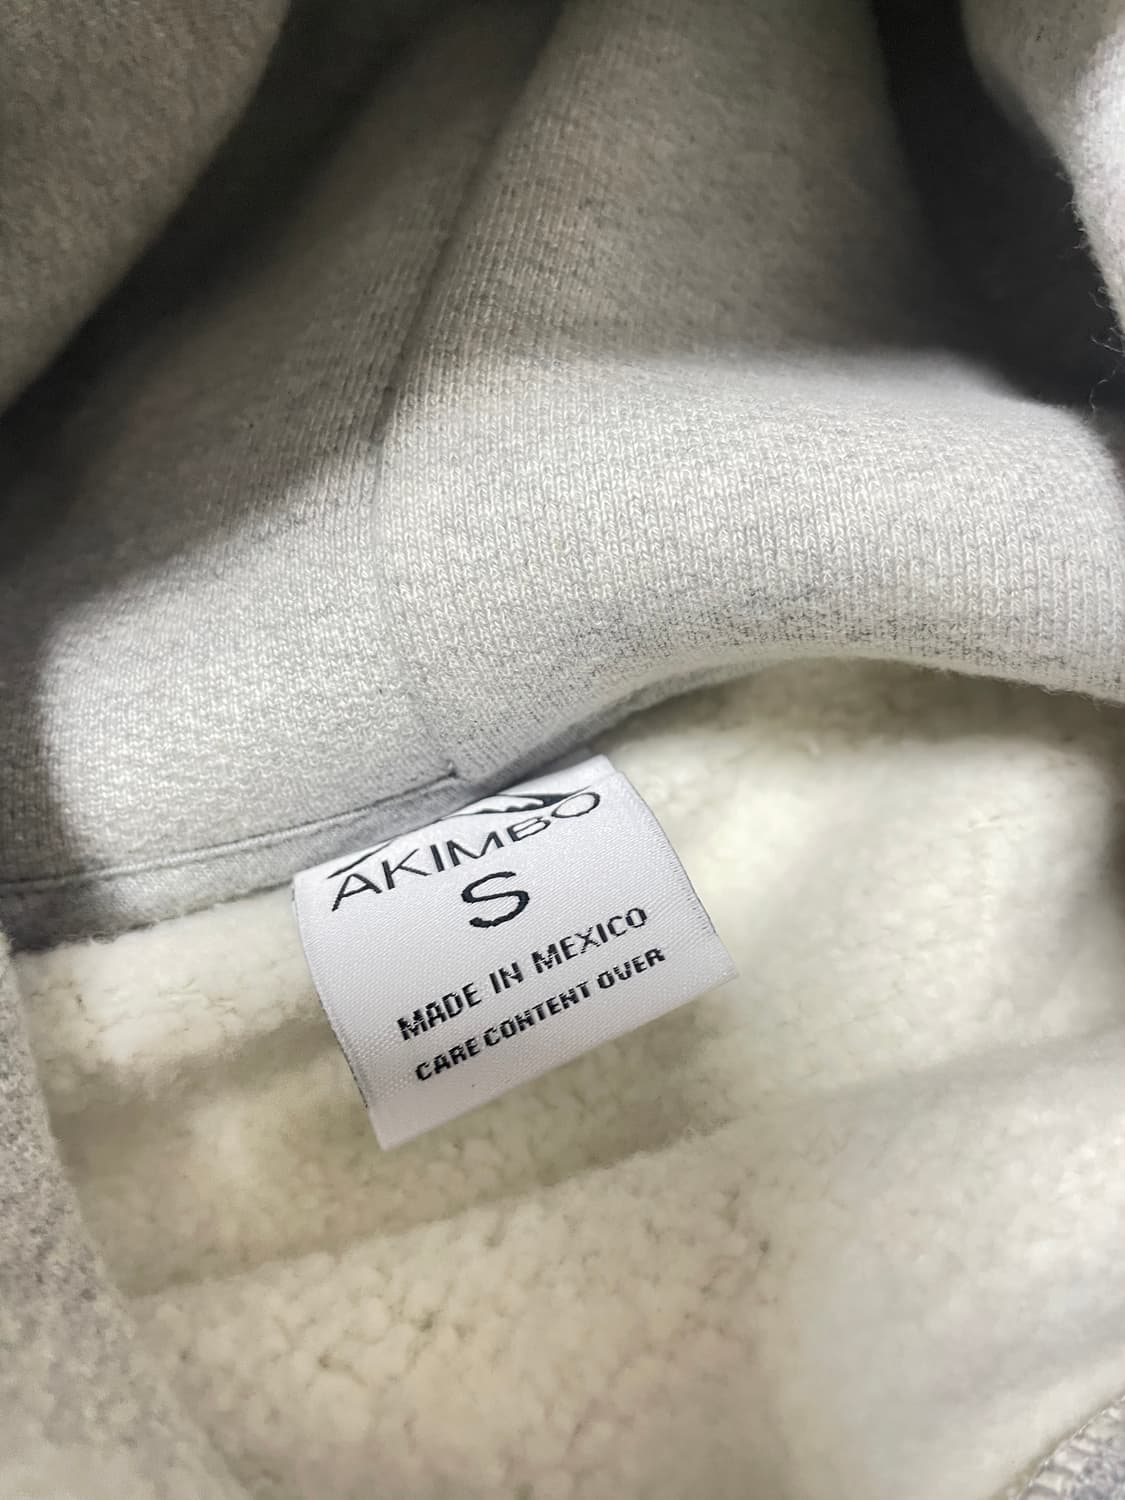 AKIMBO
S
MADE IN MEXICO
CARE CONTENT OVER